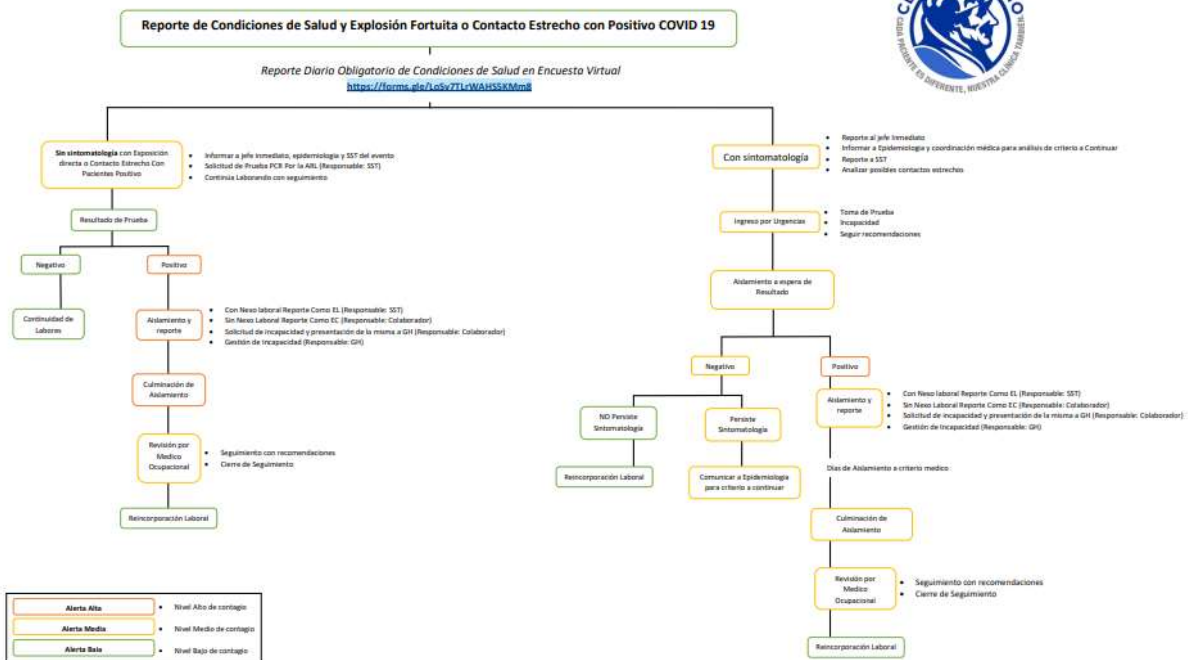 Reporte de Condiciones de Salud y Explosión Fortuita o Contacto Estrecho con Positivo COVID 19
CADA PACIENTE ES DIFERENTE, NUESTRA CLÍNICA TAMBIÉN
Reporte Diario Obligatorio de Condiciones de Salud en Encuesta Virtual
https://forms.gle/LoSv7TLrWAHS5KMm8
Sin sintomatología con Exposición
directa o Contacto Estrecho Con
Pacientes Positivo
• Informar a jefe inmediato, epidemiologia y SST del evento
• Solicitud de Prueba PCR Por la ARL (Responsable: SST)
• Continúa Laborando con seguimiento
Resultado de Prueba
Negativo
Positivo
Continuidad de
Labores
Aislamiento y
reporte
• Con Nexo laboral Reporte Como EL (Responsable: SST)
• Sin Nexo Laboral Reporte Como EC (Responsable: Colaborador)
• Solicitud de incapacidad y presentación de la misma a GH (Responsable: Colaborador)
• Gestión de Incapacidad (Responsable: GH)
Culminación de
Aislamiento
Revisión por
Medico
Ocupacional
• Seguimiento con recomendaciones
• Cierre de Seguimiento
Reincorporación Laboral
Con sintomatología
• Reporte al jefe Inmediato
• Informar a Epidemiologia y coordinación médica para análisis de criterio a Continuar
• Reporte a SST
• Analizar posibles contactos estrechos
Ingreso por Urgencias
• Toma de Prueba
• Incapacidad
• Seguir recomendaciones
Aislamiento a espera de
Resultado
Negativo
Positivo
NO Persiste
Sintomatología
Persiste
Sintomatología
Reincorporación Laboral
Comunicar a Epidemiologia
para criterio a continuar
Aislamiento y
reporte
• Con Nexo laboral Reporte Como EL (Responsable: SST)
• Sin Nexo Laboral Reporte Como EC (Responsable: Colaborador)
• Solicitud de incapacidad y presentación de la misma a GH (Responsable: Colaborador)
• Gestión de Incapacidad (Responsable: GH)
Dias de Aislamiento a criterio medico
Culminación de
Aislamiento
Revisión por
Medico
Ocupacional
• Seguimiento con recomendaciones
• Cierre de Seguimiento
Reincorporación Laboral
Alerta Alta • Nivel Alto de contagio
Alerta Media • Nivel Medio de contagio
Alerta Baja • Nivel Bajo de contagio